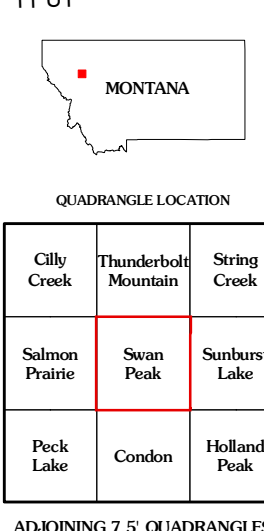 MONTANA
QUADRANGLE LOCATION
Cilly Thunderbolt String
Creek Mountain Creek
Salmon Swan Sunburst
Prairie Peak Lake
Peck Condon Holland
Lake Peak
ADJOINING 7.5' QUADRANGLES